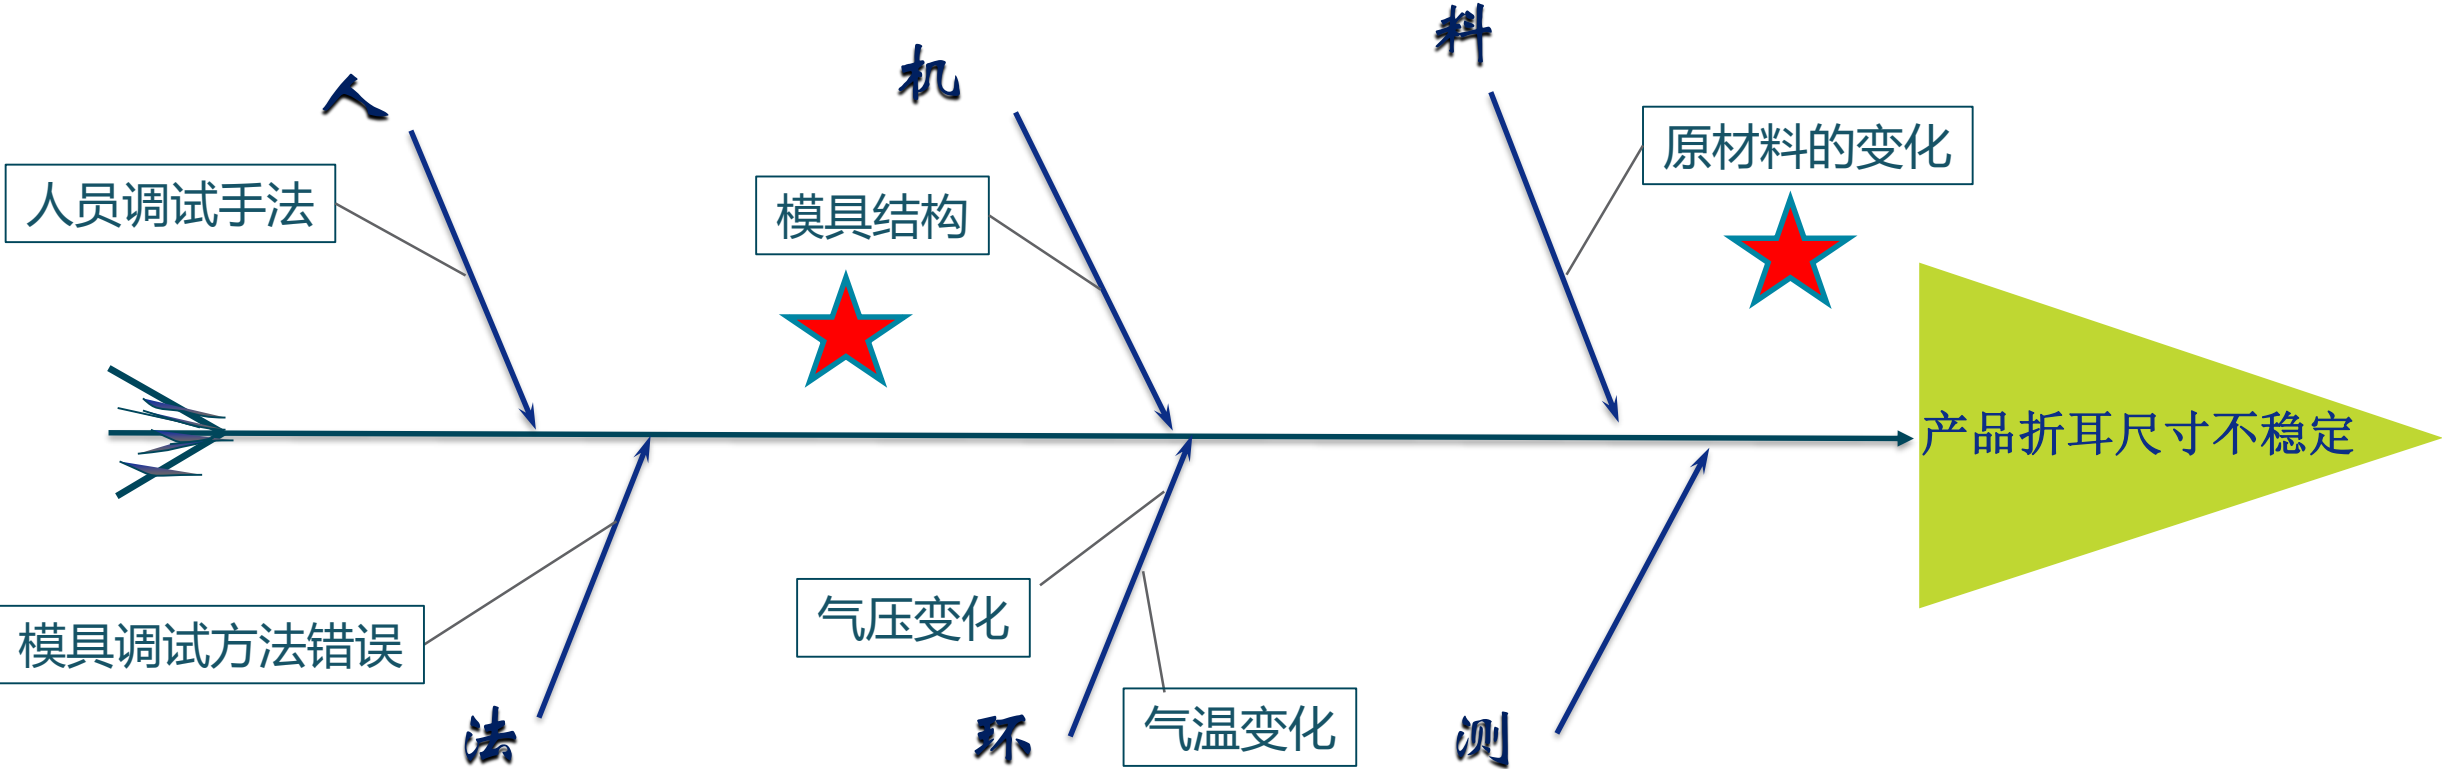 人
机
料
人员调试手法
模具结构
原材料的变化
产品折耳尺寸不稳定
模具调试方法错误
气压变化
气温变化
法
环
测